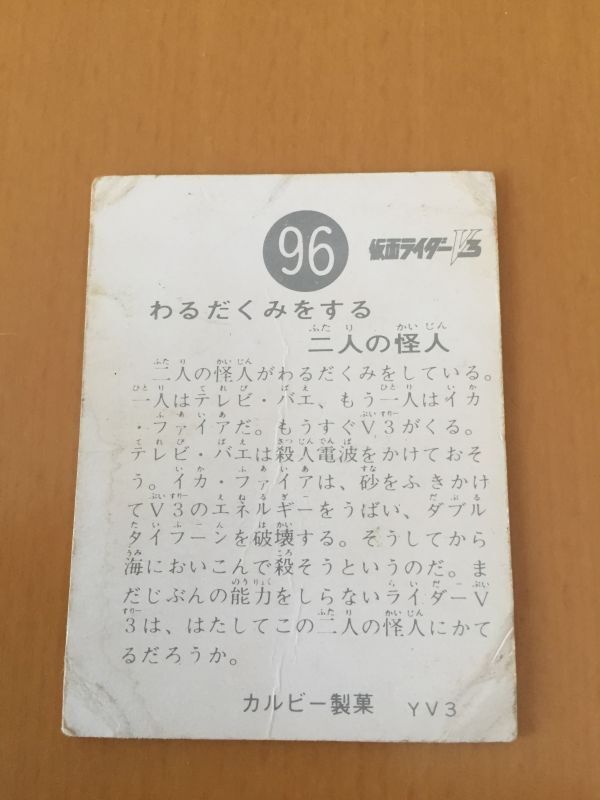 96
仮面ライダーV3
わるだくみをする
二人の怪人
二人の怪人がわるだくみをしている。
一人はテレビ・バエ、もう一人はイカ
・ファイアだ。もうすぐV3がくる。
テレビ・バエは殺人電波をかけておそ
う。イカ・ファイアは、砂をふきかけ
てV3のエネルギーをうばい、ダブル
タイフーンを破壊する。そうしてから
海においこんで殺そうというのだ。ま
だじぶんの能力をしらないライダーV
3は、はたしてこの二人の怪人にかて
るだろうか。
カルビー製菓 YV3